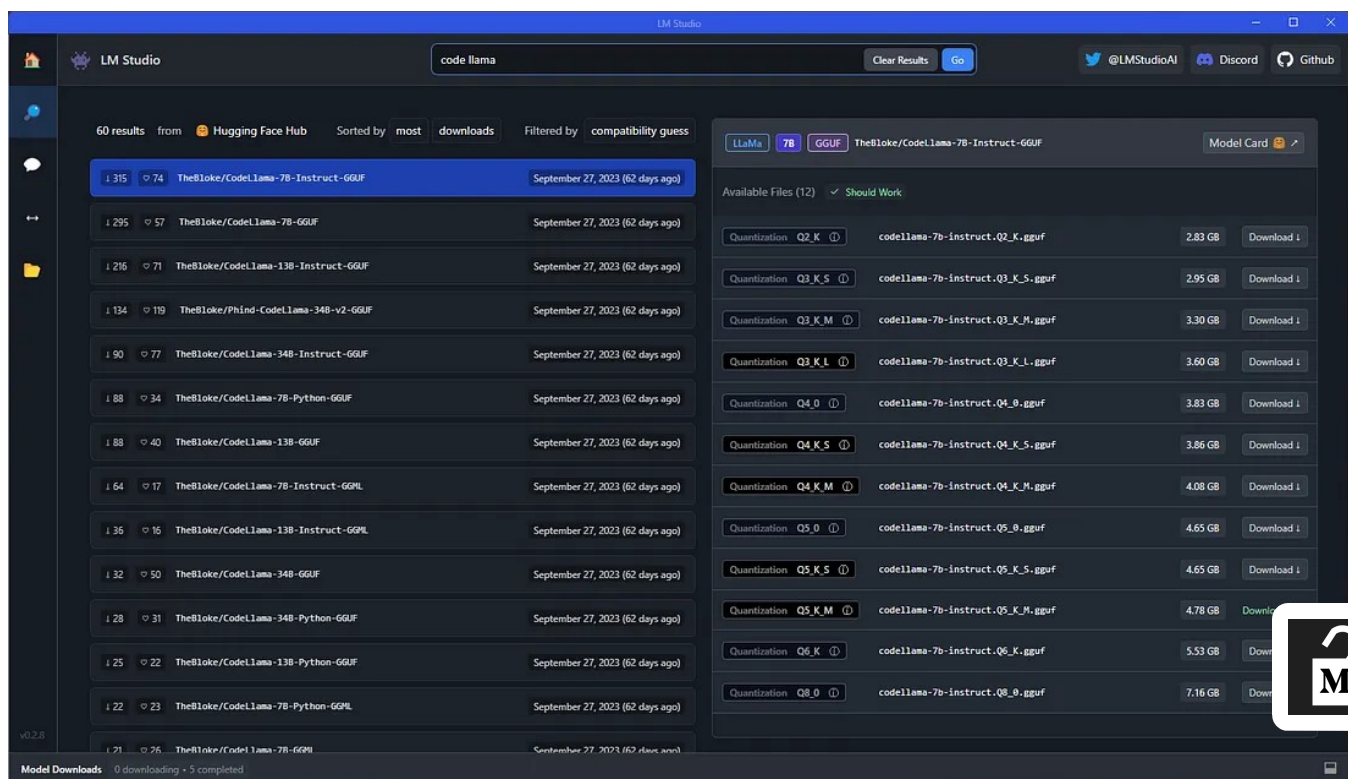 LM Studio
LM Studio
code llama
Clear Results
Go
@LMStudioAI
Discord
Github
60 results from Hugging Face Hub Sorted by most downloads Filtered by compatibility guess
315 74 TheBloke/CodeLlama-7B-Instruct-GGUF September 27, 2023 (62 days ago)
295 57 TheBloke/CodeLlama-7B-GGUF September 27, 2023 (62 days ago)
216 71 TheBloke/CodeLlama-13B-Instruct-GGUF September 27, 2023 (62 days ago)
134 119 TheBloke/Phind-CodeLlama-34B-v2-GGUF September 27, 2023 (62 days ago)
90 77 TheBloke/CodeLlama-34B-Instruct-GGUF September 27, 2023 (62 days ago)
88 34 TheBloke/CodeLlama-7B-Python-GGUF September 27, 2023 (62 days ago)
88 40 TheBloke/CodeLlama-13B-GGUF September 27, 2023 (62 days ago)
64 17 TheBloke/CodeLlama-7B-Instruct-GGML September 27, 2023 (62 days ago)
36 16 TheBloke/CodeLlama-13B-Instruct-GGML September 27, 2023 (62 days ago)
32 50 TheBloke/CodeLlama-34B-GGUF September 27, 2023 (62 days ago)
28 31 TheBloke/CodeLlama-34B-Python-GGUF September 27, 2023 (62 days ago)
25 22 TheBloke/CodeLlama-13B-Python-GGUF September 27, 2023 (62 days ago)
22 23 TheBloke/CodeLlama-7B-Python-GGML September 27, 2023 (62 days ago)
21 26 TheBloke/CodeLlama-7B-GGML September 27, 2023 (62 days ago)
LLaMa 7B GGUF TheBloke/CodeLlama-7B-Instruct-GGUF Model Card ↗
Available Files (12) ✓ Should Work
Quantization Q2_K codellama-7b-instruct.Q2_K.gguf 2.83 GB Download ↓
Quantization Q3_K_S codellama-7b-instruct.Q3_K_S.gguf 2.95 GB Download ↓
Quantization Q3_K_M codellama-7b-instruct.Q3_K_M.gguf 3.30 GB Download ↓
Quantization Q3_K_L codellama-7b-instruct.Q3_K_L.gguf 3.60 GB Download ↓
Quantization Q4_0 codellama-7b-instruct.Q4_0.gguf 3.83 GB Download ↓
Quantization Q4_K_S codellama-7b-instruct.Q4_K_S.gguf 3.86 GB Download ↓
Quantization Q4_K_M codellama-7b-instruct.Q4_K_M.gguf 4.08 GB Download ↓
Quantization Q5_0 codellama-7b-instruct.Q5_0.gguf 4.65 GB Download ↓
Quantization Q5_K_S codellama-7b-instruct.Q5_K_S.gguf 4.65 GB Download ↓
Quantization Q5_K_M codellama-7b-instruct.Q5_K_M.gguf 4.78 GB
Quantization Q6_K codellama-7b-instruct.Q6_K.gguf 5.53 GB
Quantization Q8_0 codellama-7b-instruct.Q8_0.gguf 7.16 GB
M
v0.2.8
Model Downloads 0 downloading • 5 completed